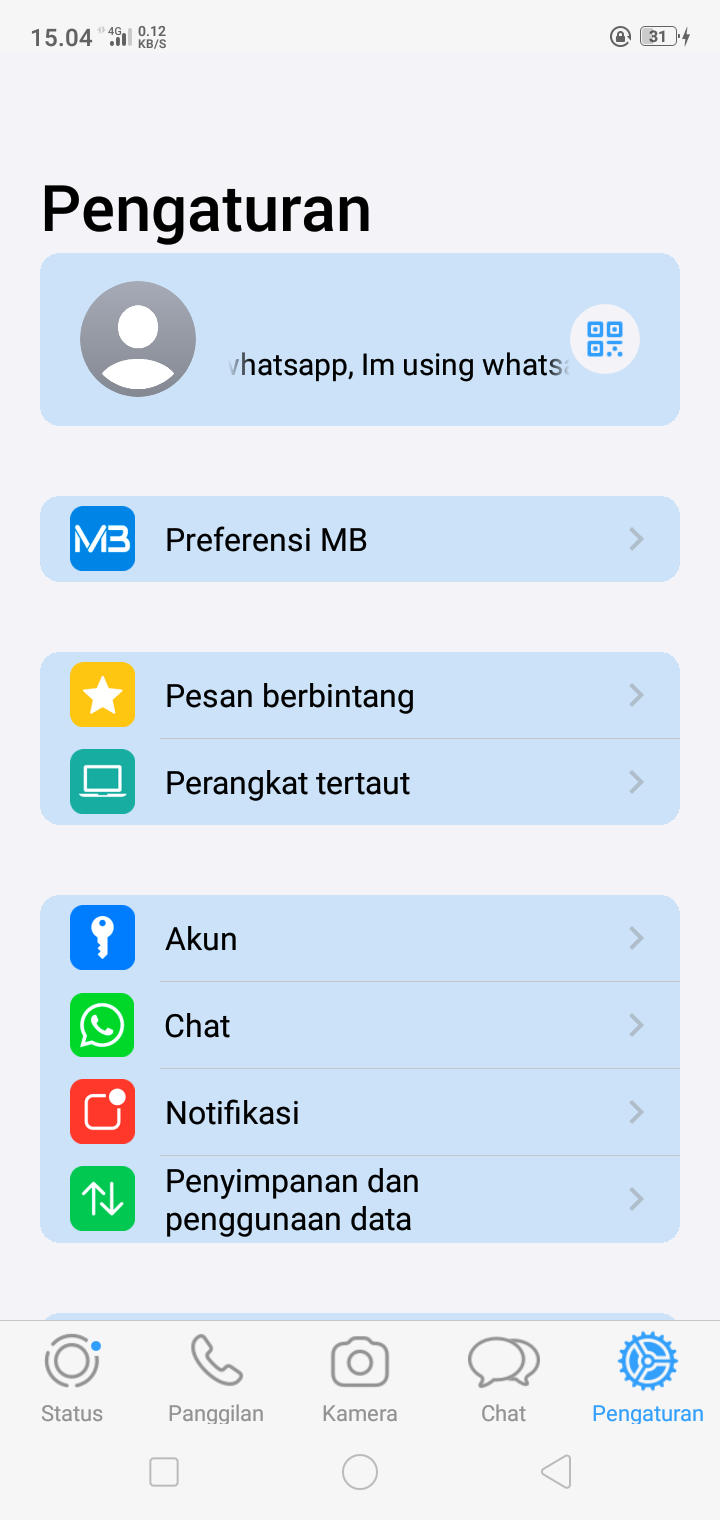 15.04 4G 0.12 KB/S 31
Pengaturan
whatsapp, Im using whatsa
MB Preferensi MB
Pesan berbintang
Perangkat tertaut
Akun
Chat
Notifikasi
Penyimpanan dan
penggunaan data
Status Panggilan Kamera Chat Pengaturan